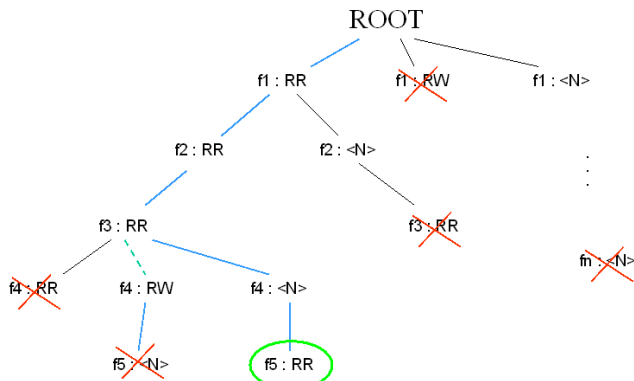 ROOT
f1 : RR
f1 : RW
f1 : <N>
f2 : RR
f2 : <N>
.
.
.
f3 : RR
f3 : RR
fn : <N>
f4 : RR
f4 : RW
f4 : <N>
f5 : <N>
f5 : RR